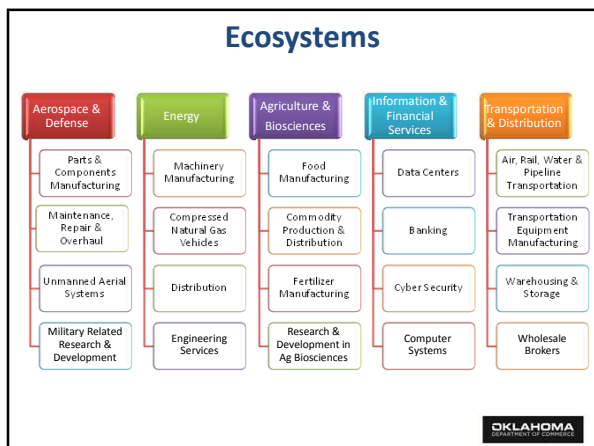 Ecosystems
Aerospace &
Defense
Parts &
Components
Manufacturing
Maintenance,
Repair &
Overhaul
Unmanned Aerial
Systems
Military Related
Research &
Development
Energy
Machinery
Manufacturing
Compressed
Natural Gas
Vehicles
Distribution
Engineering
Services
Agriculture &
Biosciences
Food
Manufacturing
Commodity
Production &
Distribution
Fertilizer
Manufacturing
Research &
Development in
Ag Biosciences
Information &
Financial
Services
Data Centers
Banking
Cyber Security
Computer
Systems
Transportation
& Distribution
Air, Rail, Water &
Pipeline
Transportation
Transportation
Equipment
Manufacturing
Warehousing &
Storage
Wholesale
Brokers
OKLAHOMA
DEPARTMENT OF COMMERCE